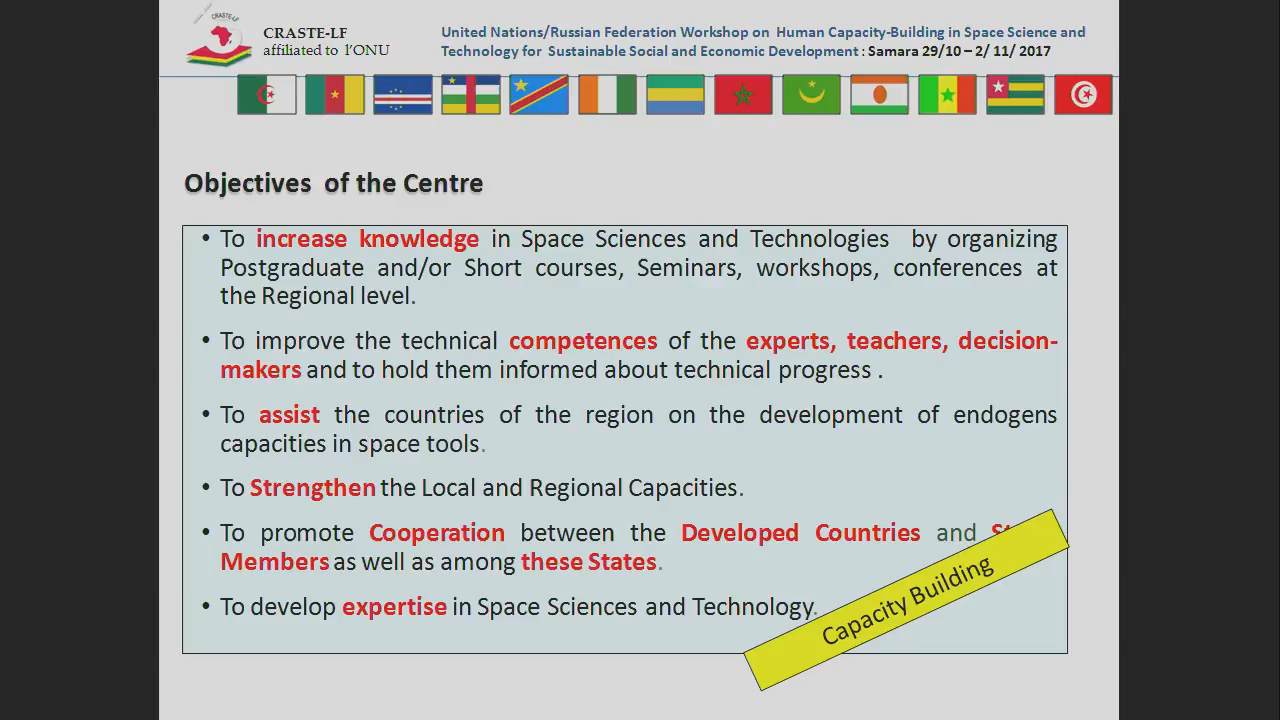 CRASTE-LF
CRASTE-LF
affiliated to l'ONU
United Nations/Russian Federation Workshop on Human Capacity-Building in Space Science and
Technology for Sustainable Social and Economic Development : Samara 29/10 – 2/ 11/ 2017
Objectives of the Centre
• To increase knowledge in Space Sciences and Technologies by organizing
Postgraduate and/or Short courses, Seminars, workshops, conferences at
the Regional level.
• To improve the technical competences of the experts, teachers, decision-
makers and to hold them informed about technical progress .
• To assist the countries of the region on the development of endogens
capacities in space tools.
• To Strengthen the Local and Regional Capacities.
• To promote Cooperation between the Developed Countries and
Members as well as among these States.
• To develop expertise in Space Sciences and Technology.
Capacity Building